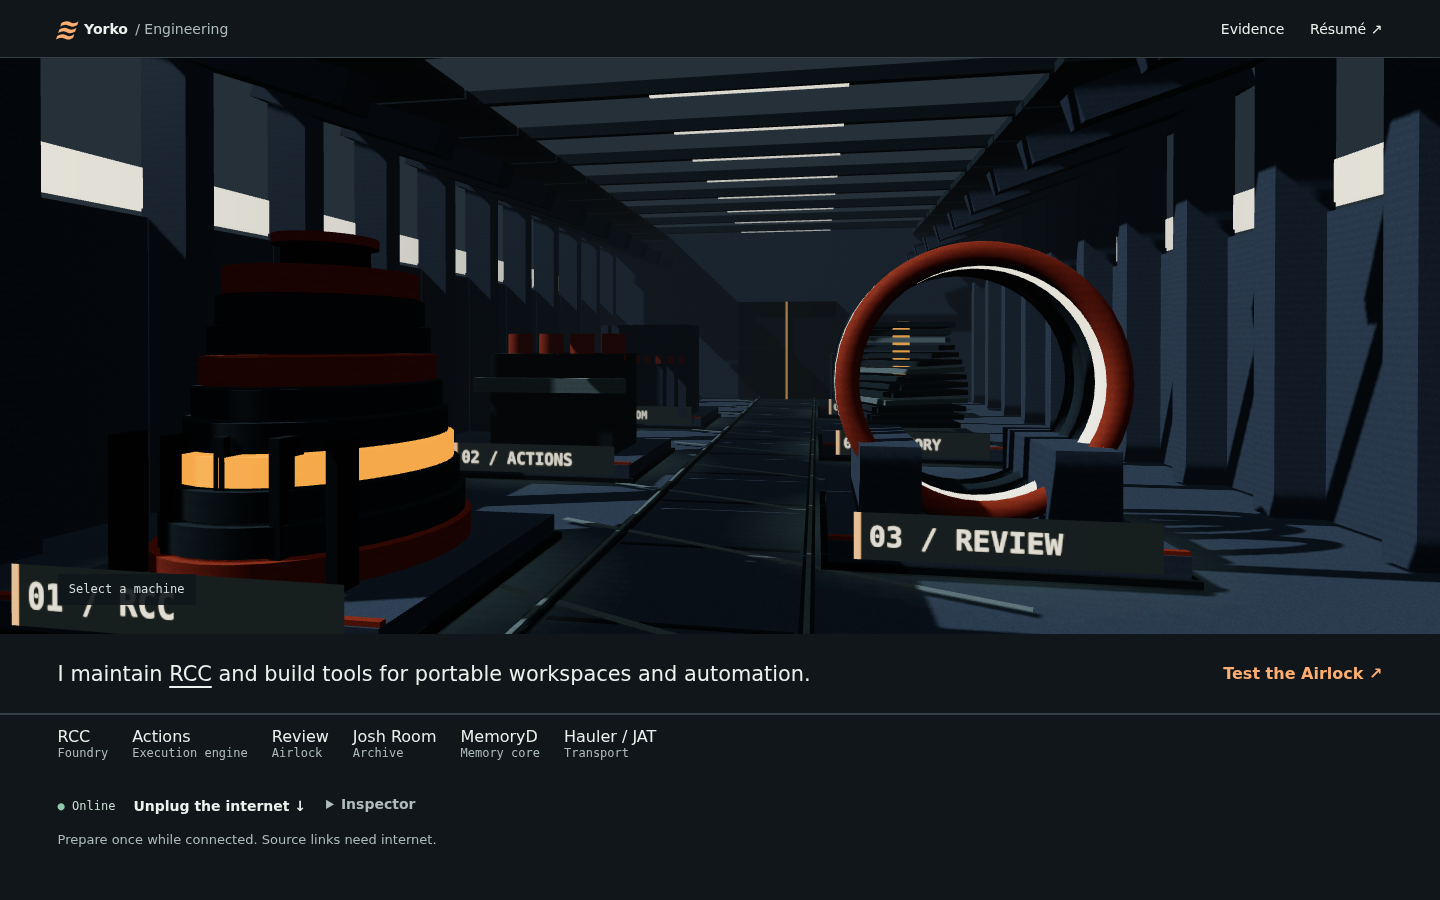 Yorko / Engineering
Evidence Résumé ↗
02 / ACTIONS
03 / REVIEW
01 / RCC
Select a machine
I maintain RCC and build tools for portable workspaces and automation.
Test the Airlock ↗
RCC Actions Review Josh Room MemoryD Hauler / JAT
Foundry Execution engine Airlock Archive Memory core Transport
● Online Unplug the internet ↓ ▶ Inspector
Prepare once while connected. Source links need internet.